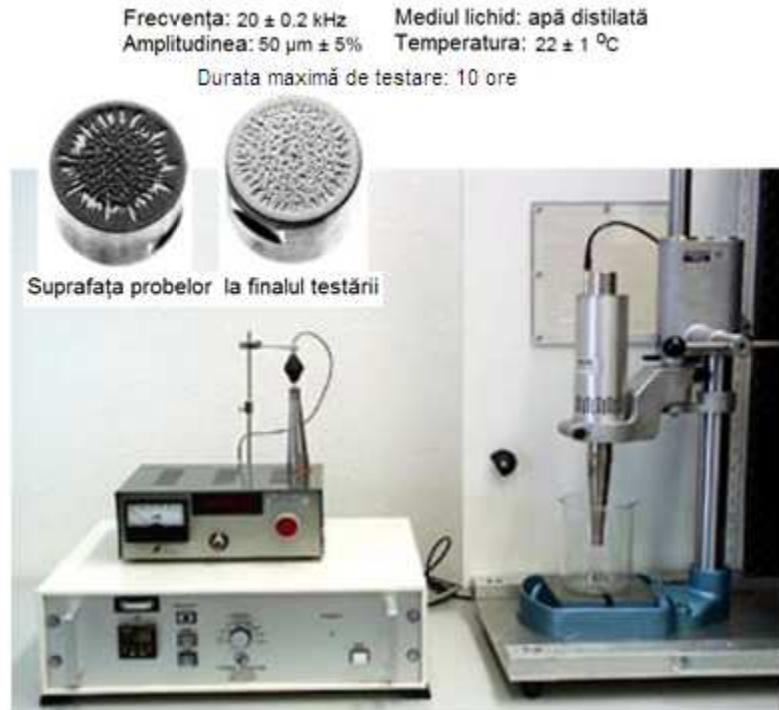 Frecvența: 20 ± 0.2 kHz Mediul lichid: apă distilată
Amplitudinea: 50 µm ± 5% Temperatura: 22 ± 1 ⁰C
Durata maximă de testare: 10 ore
Suprafața probelor la finalul testării